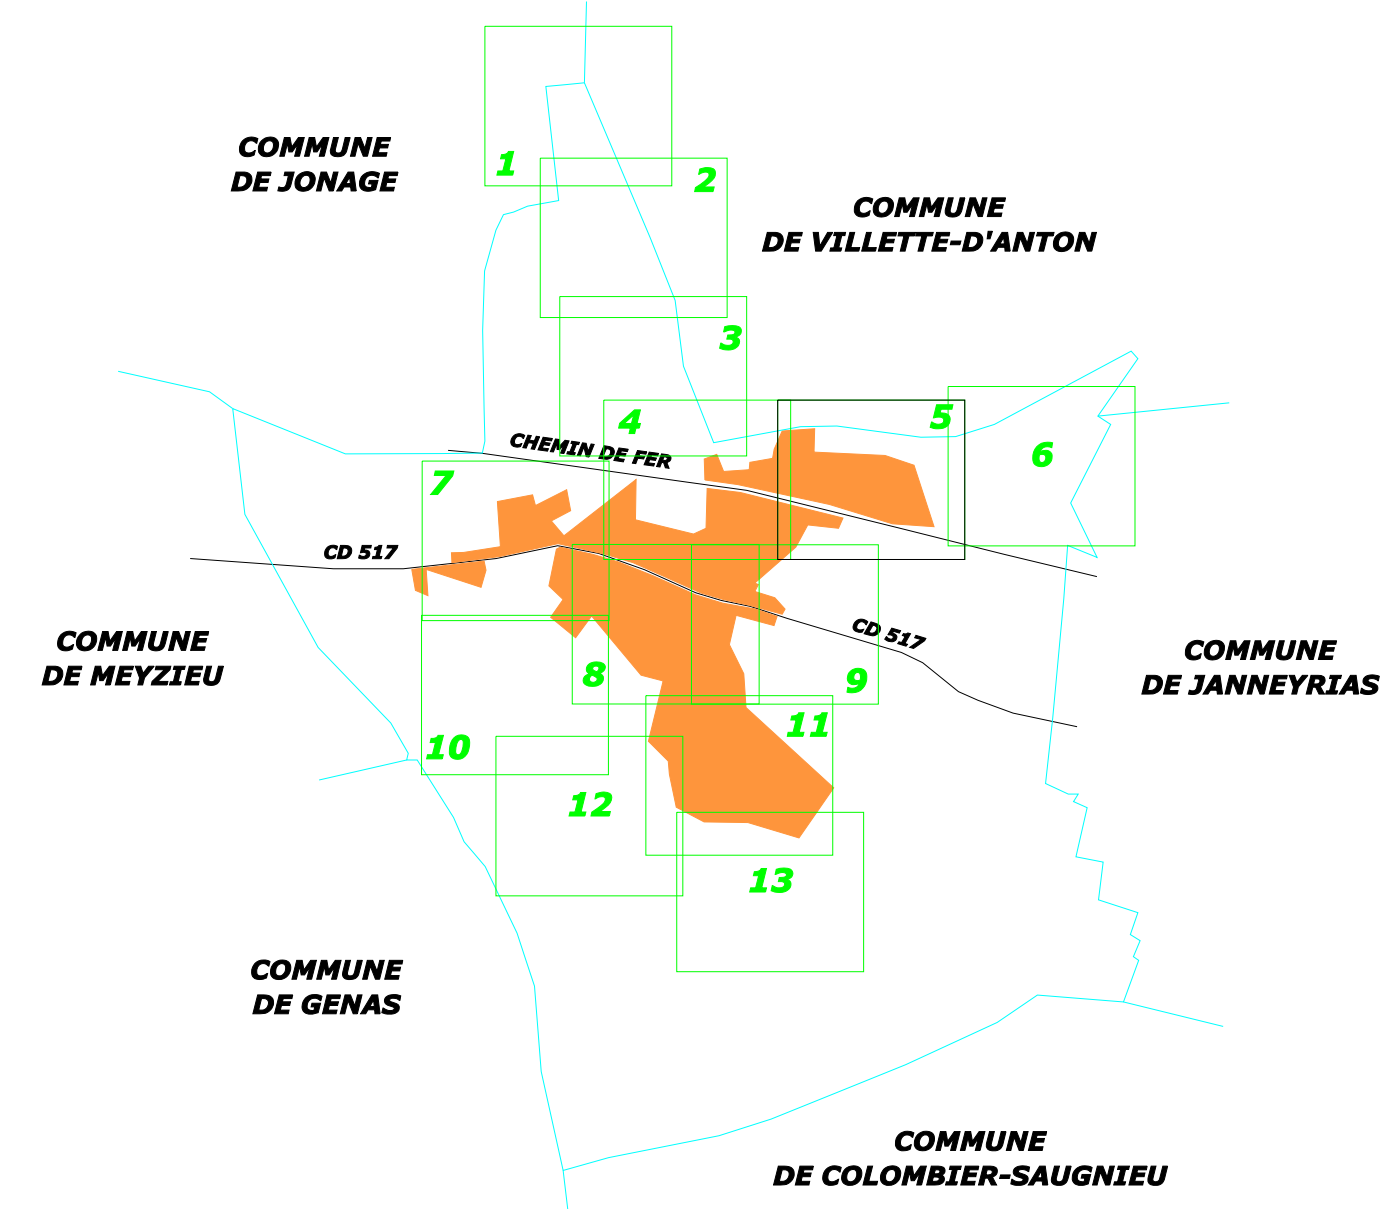 COMMUNE
DE JONAGE
1
2
COMMUNE
DE VILLETTE-D'ANTON
3
4
5
6
CHEMIN DE FER
7
CD 517
CD 517
COMMUNE
DE MEYZIEU
8
9
COMMUNE
DE JANNEYRIAS
10
11
12
13
COMMUNE
DE GENAS
COMMUNE
DE COLOMBIER-SAUGNIEU